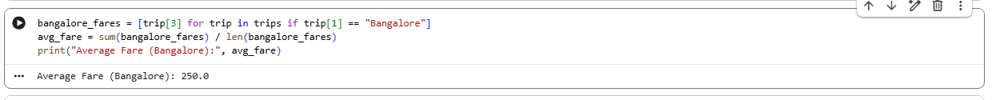 bangalore_fares = [trip[3] for trip in trips if trip[1] == "Bangalore"]
avg_fare = sum(bangalore_fares) / len(bangalore_fares)
print("Average Fare (Bangalore):", avg_fare)
Average Fare (Bangalore): 250.0